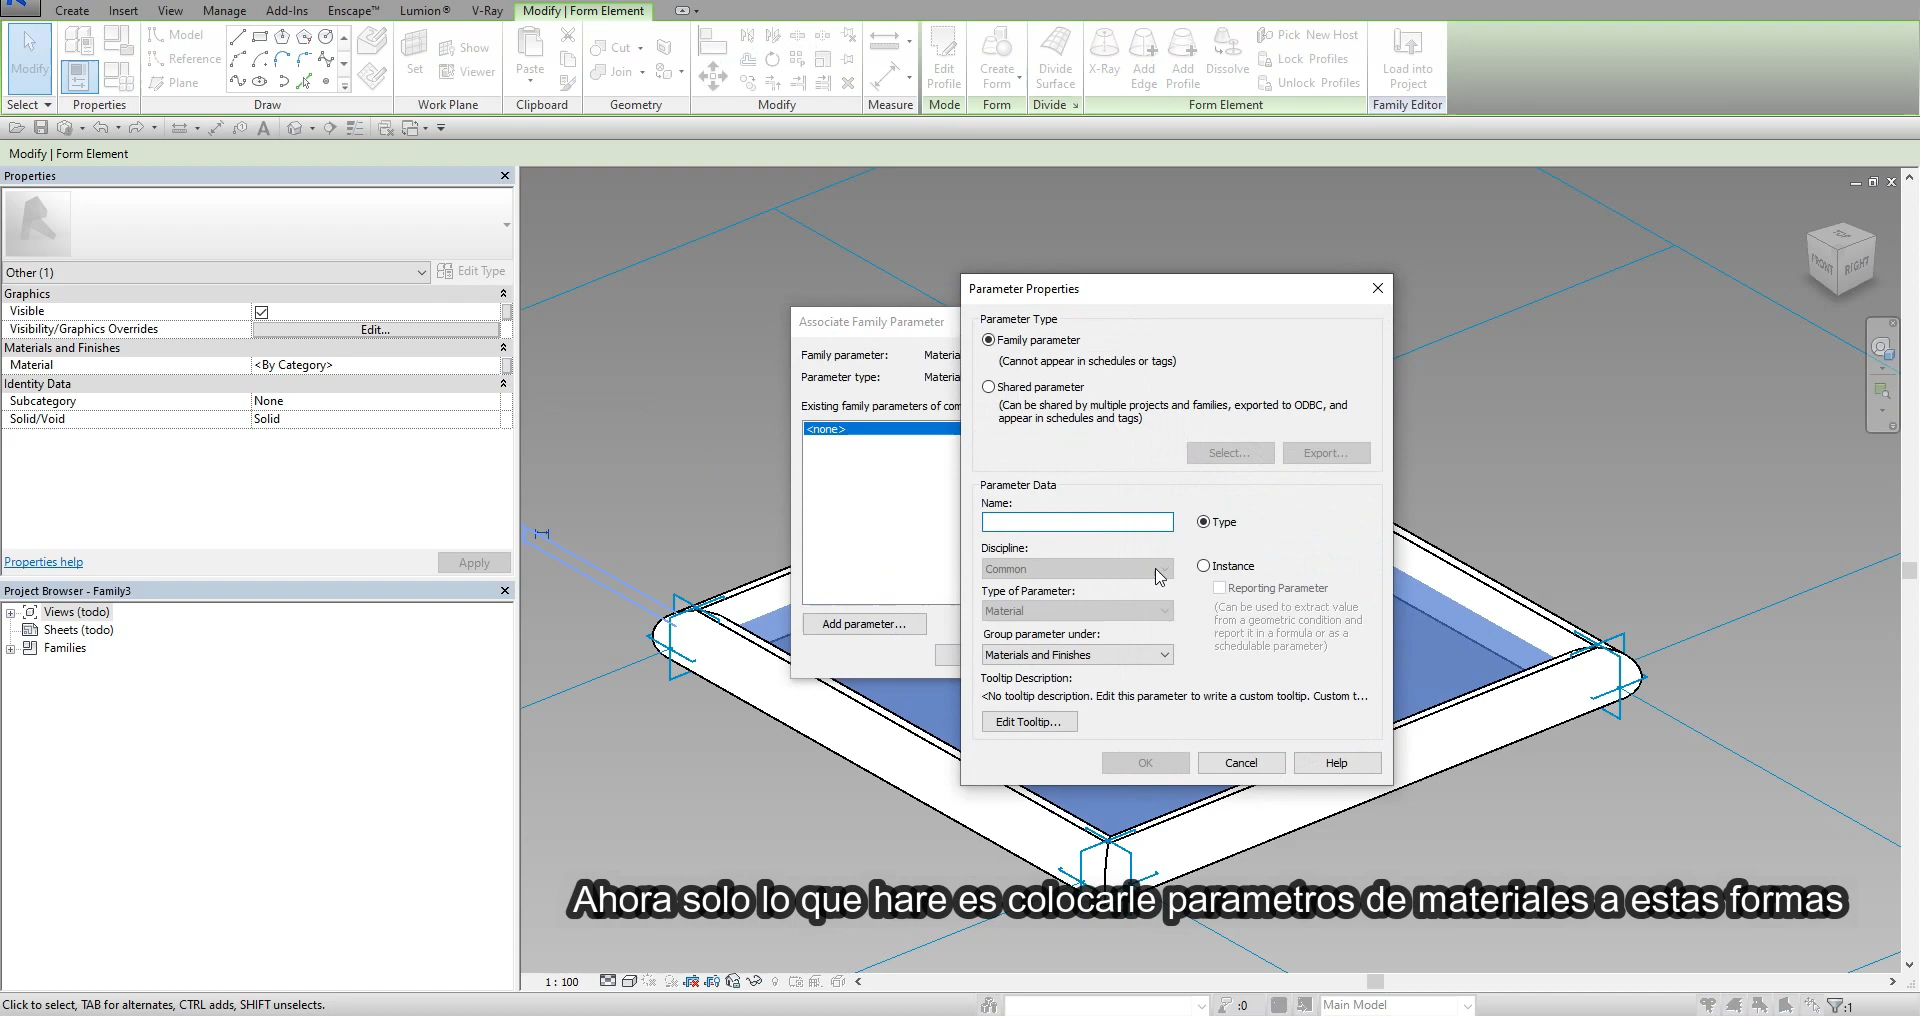 Create Insert View Manage Add-Ins Enscape™ Lumion® V-Ray Modify | Form Element
Modify
Select
Properties
Model
Reference
Plane
Draw
Set
Show
Viewer
Work Plane
Paste
Clipboard
Cut
Join
Geometry
Modify
Measure
Edit Profile
Mode
Create Form
Form
Divide Surface
Divide
X-Ray
Add Edge
Add Profile
Dissolve
Pick New Host
Lock Profiles
Unlock Profiles
Form Element
Load into Project
Family Editor
Modify | Form Element
Properties
Other (1)
Edit Type
Graphics
Visible
Visibility/Graphics Overrides Edit...
Materials and Finishes
Material <By Category>
Identity Data
Subcategory None
Solid/Void Solid
Properties help
Apply
Project Browser - Family3
Views (todo)
Sheets (todo)
Families
Associate Family Parameter
Family parameter: Materia
Parameter type: Materia
Existing family parameters of com
<none>
Add parameter...
Parameter Properties
Parameter Type
Family parameter
(Cannot appear in schedules or tags)
Shared parameter
(Can be shared by multiple projects and families, exported to ODBC, and
appear in schedules and tags)
Select... Export...
Parameter Data
Name:
Type
Discipline:
Common
Instance
Reporting Parameter
(Can be used to extract value
from a geometric condition and
report it in a formula or as a
schedulable parameter)
Type of Parameter:
Material
Group parameter under:
Materials and Finishes
Tooltip Description:
<No tooltip description. Edit this parameter to write a custom tooltip. Custom t...
Edit Tooltip...
OK Cancel Help
TOP
FRONT
RIGHT
Ahora solo lo que hare es colocarle parametros de materiales a estas formas
1 : 100
Click to select, TAB for alternates, CTRL adds, SHIFT unselects.
:0
Main Model
:1